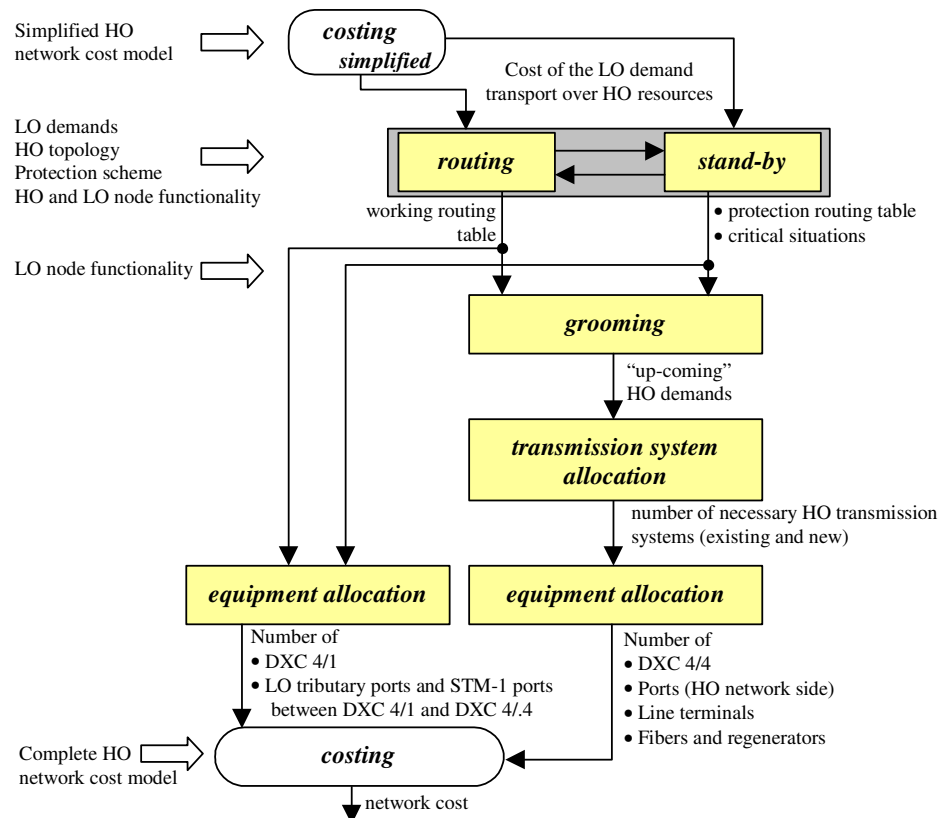 Simplified HO
network cost model
costing
simplified
Cost of the LO demand
transport over HO resources
LO demands
HO topology
Protection scheme
HO and LO node functionality
routing
stand-by
working routing
table
• protection routing table
• critical situations
LO node functionality
grooming
“up-coming”
HO demands
transmission system
allocation
number of necessary HO transmission
systems (existing and new)
equipment allocation
equipment allocation
Number of
• DXC 4/1
• LO tributary ports and STM-1 ports
between DXC 4/1 and DXC 4/.4
Number of
• DXC 4/4
• Ports (HO network side)
• Line terminals
• Fibers and regenerators
Complete HO
network cost model
costing
network cost